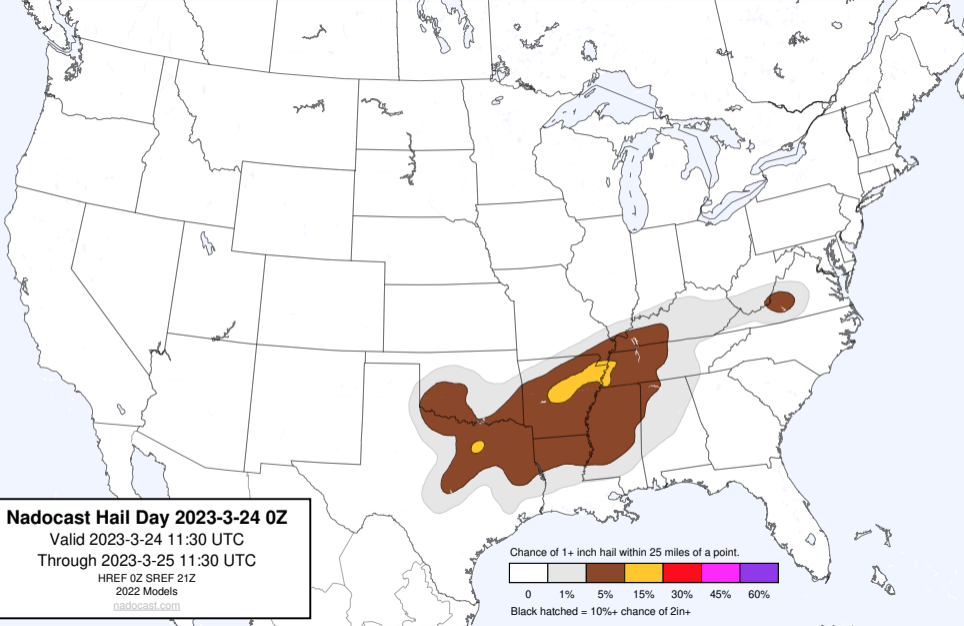 Nadocast Hail Day 2023-3-24 0Z
Valid 2023-3-24 11:30 UTC
Through 2023-3-25 11:30 UTC
HREF 0Z SREF 21Z
2022 Models
nadocast.com
Chance of 1+ inch hail within 25 miles of a point.
0 1% 5% 15% 30% 45% 60%
Black hatched = 10%+ chance of 2in+